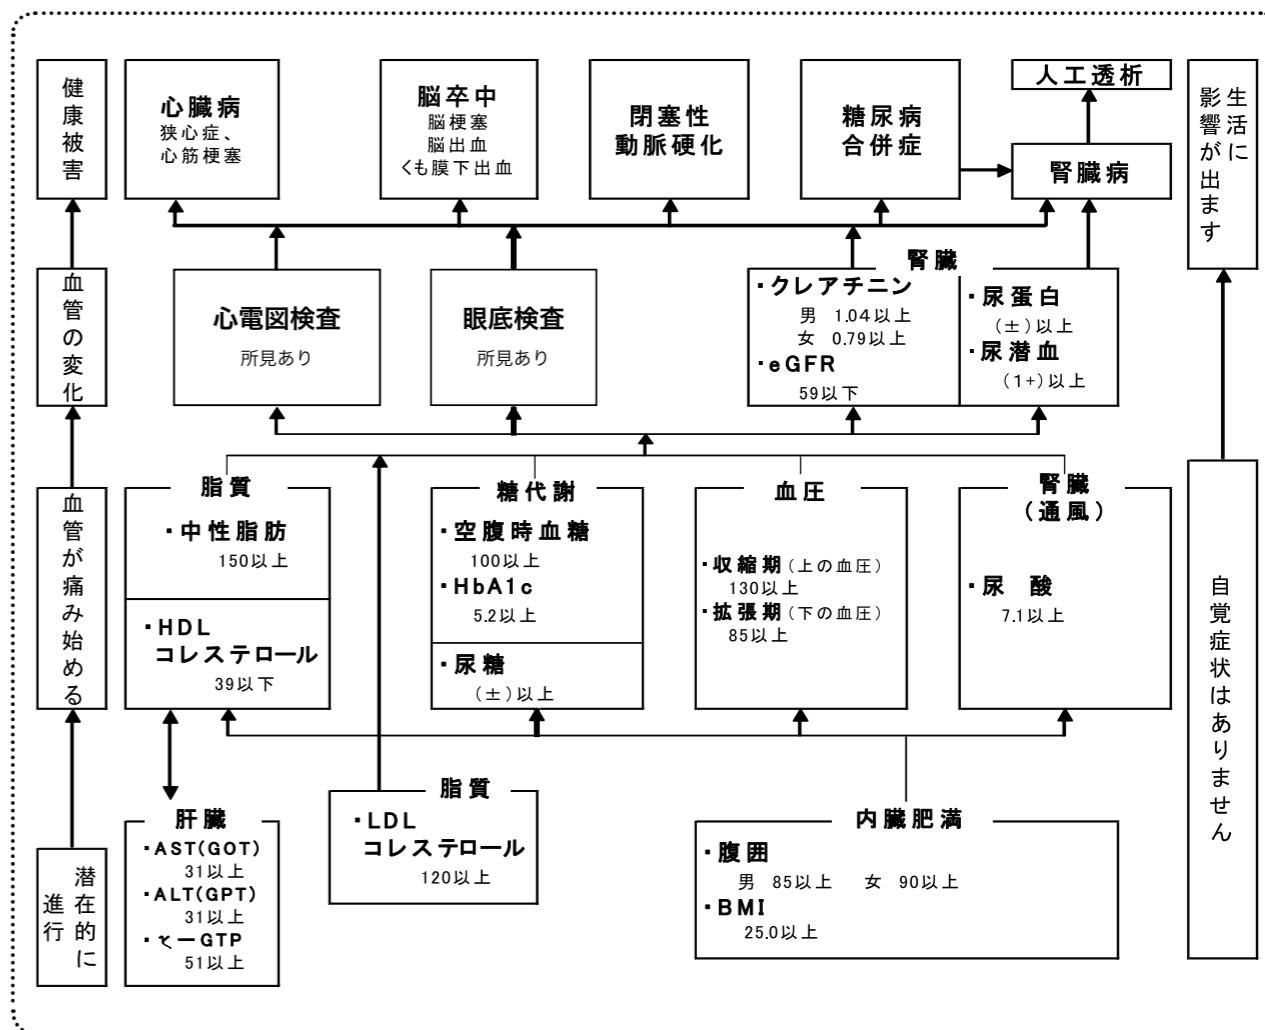 健康被害
心臓病
狭心症、
心筋梗塞
脳卒中
脳梗塞
脳出血
くも膜下出血
閉塞性
動脈硬化
糖尿病
合併症
人工透析
腎臓病
生活に
影響が出ます
血管の変化
心電図検査
所見あり
眼底検査
所見あり
腎臓
・クレアチニン
男 1.04以上
女 0.79以上
・eGFR
59以下
・尿蛋白
(±)以上
・尿潜血
(1+)以上
血管が痛み始める
脂質
・中性脂肪
150以上
・HDL
コレステロール
39以下
糖代謝
・空腹時血糖
100以上
・HbA1c
5.2以上
・尿糖
(±)以上
血圧
・収縮期(上の血圧)
130以上
・拡張期(下の血圧)
85以上
腎臓
(通風)
・尿 酸
7.1以上
自覚症状はありません
潜在的に
進行
肝臓
・AST(GOT)
31以上
・ALT(GPT)
31以上
・てーGTP
51以上
脂質
・LDL
コレステロール
120以上
内臓肥満
・腹囲
男 85以上 女 90以上
・BMI
25.0以上